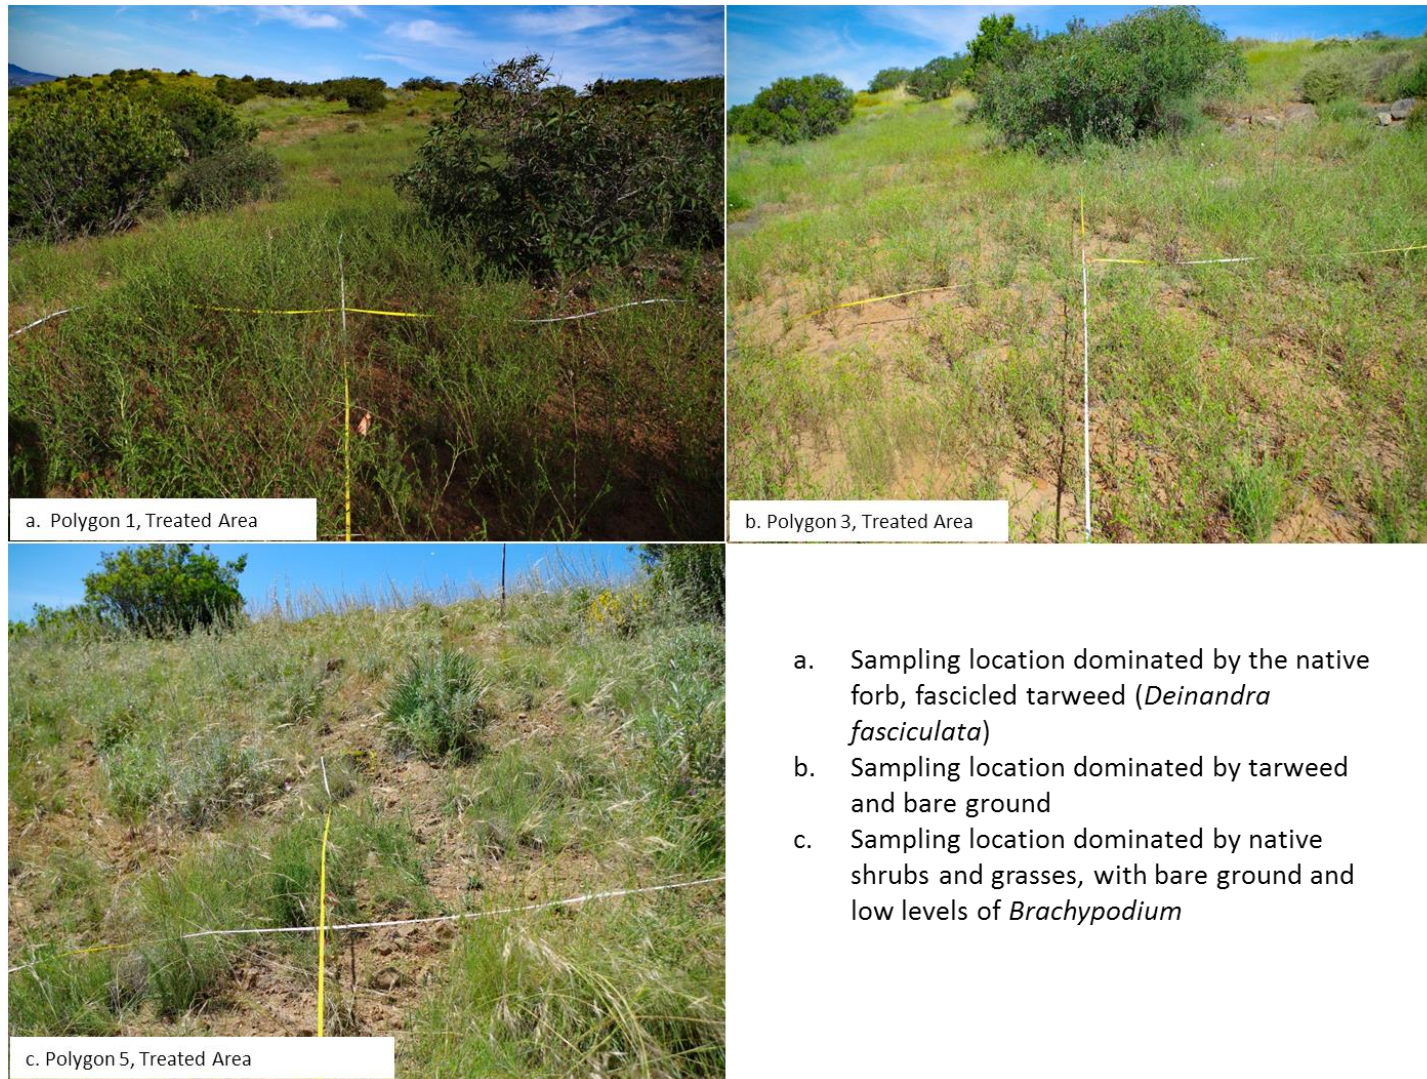 a. Polygon 1, Treated Area
b. Polygon 3, Treated Area
c. Polygon 5, Treated Area
a. Sampling location dominated by the native
forb, fascicled tarweed (Deinandra
fasciculata)
b. Sampling location dominated by tarweed
and bare ground
c. Sampling location dominated by native
shrubs and grasses, with bare ground and
low levels of Brachypodium